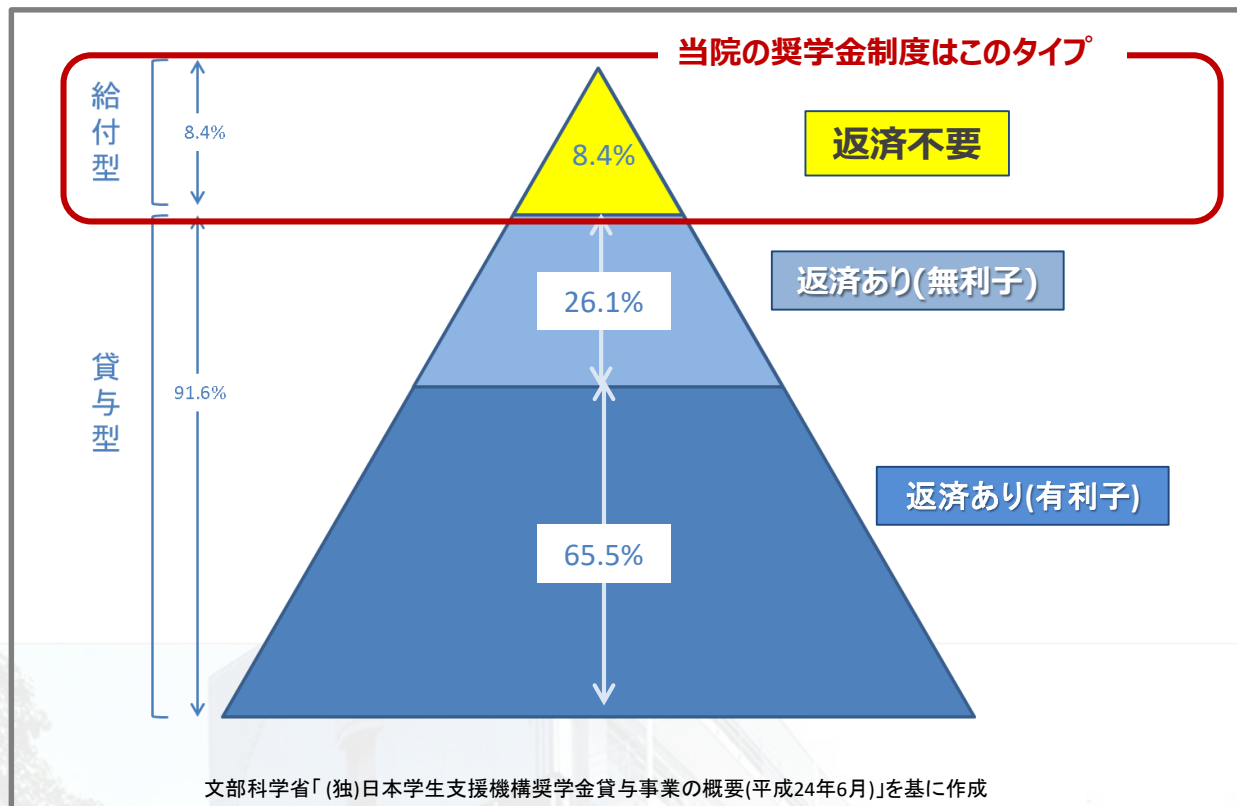 当院の奨学金制度はこのタイプ
給付型
8.4%
8.4%
返済不要
返済あり(無利子)
26.1%
貸与型
91.6%
返済あり(有利子)
65.5%
文部科学省「 (独)日本学生支援機構奨学金貸与事業の概要(平成24年6月)」を基に作成